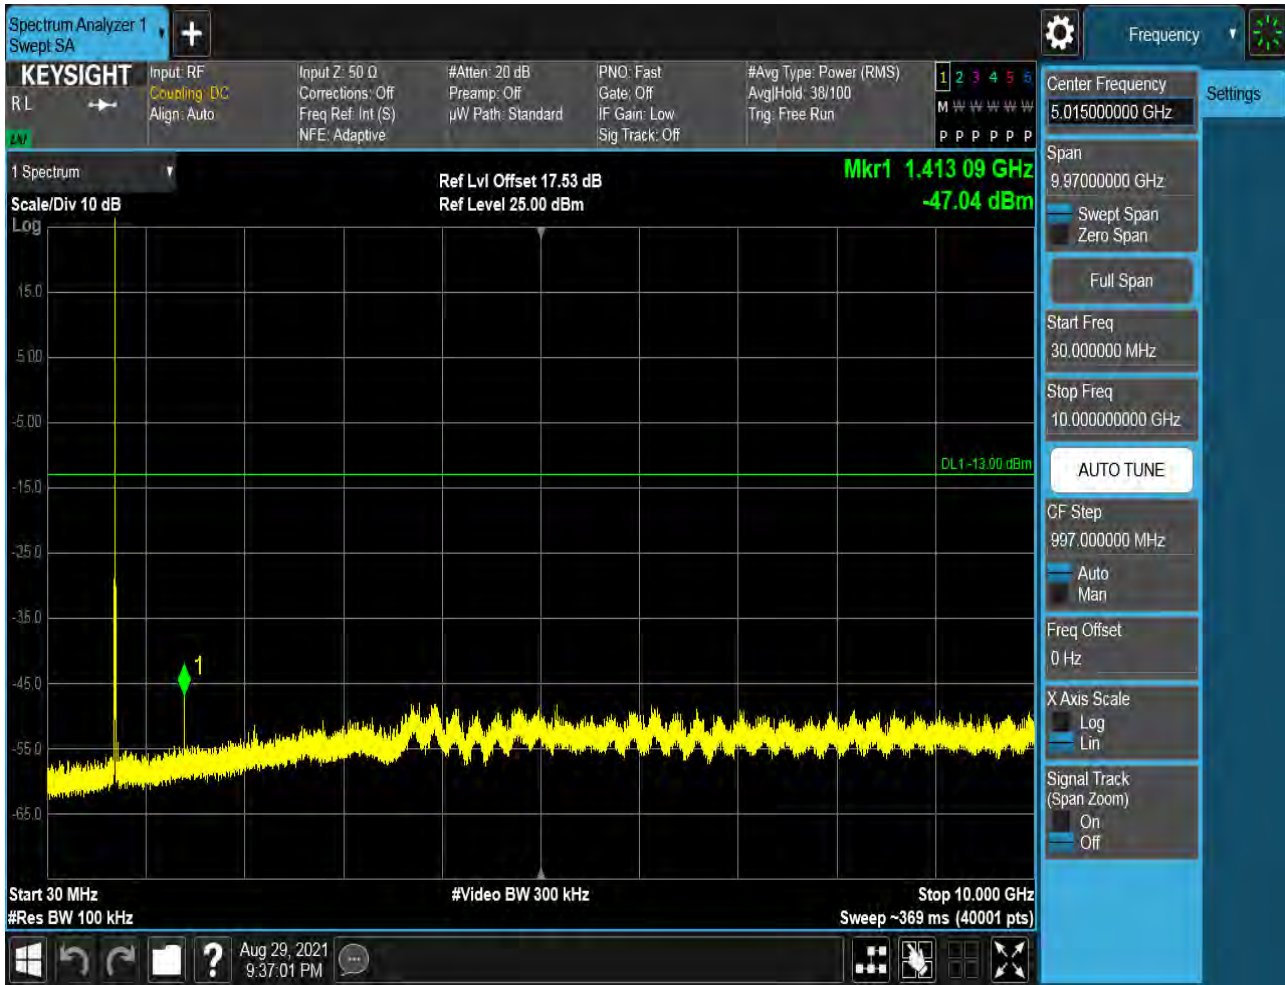 Spectrum Analyzer 1
Swept SA
Frequency
KEYSIGHT
R L
LXI
Input: RF
Coupling: DC
Align: Auto
Input Z: 50 Ω
Corrections: Off
Freq Ref: Int (S)
NFE: Adaptive
#Atten: 20 dB
Preamp: Off
µW Path: Standard
PNO: Fast
Gate: Off
IF Gain: Low
Sig Track: Off
#Avg Type: Power (RMS)
Avg|Hold: 38/100
Trig: Free Run
1 2 3 4 5 6
M W W W W W
P P P P P P
1 Spectrum
Scale/Div 10 dB
Log
Ref Lvl Offset 17.53 dB
Ref Level 25.00 dBm
Mkr1 1.413 09 GHz
-47.04 dBm
15.0
5.00
-5.00
DL1 -13.00 dBm
-15.0
-25.0
-35.0
1
-45.0
-55.0
-65.0
Start 30 MHz
#Res BW 100 kHz
#Video BW 300 kHz
Stop 10.000 GHz
Sweep ~369 ms (40001 pts)
?
Aug 29, 2021
9:37:01 PM
Center Frequency
5.015000000 GHz
Settings
Span
9.97000000 GHz
Swept Span
Zero Span
Full Span
Start Freq
30.000000 MHz
Stop Freq
10.000000000 GHz
AUTO TUNE
CF Step
997.000000 MHz
Auto
Man
Freq Offset
0 Hz
X Axis Scale
Log
Lin
Signal Track
(Span Zoom)
On
Off